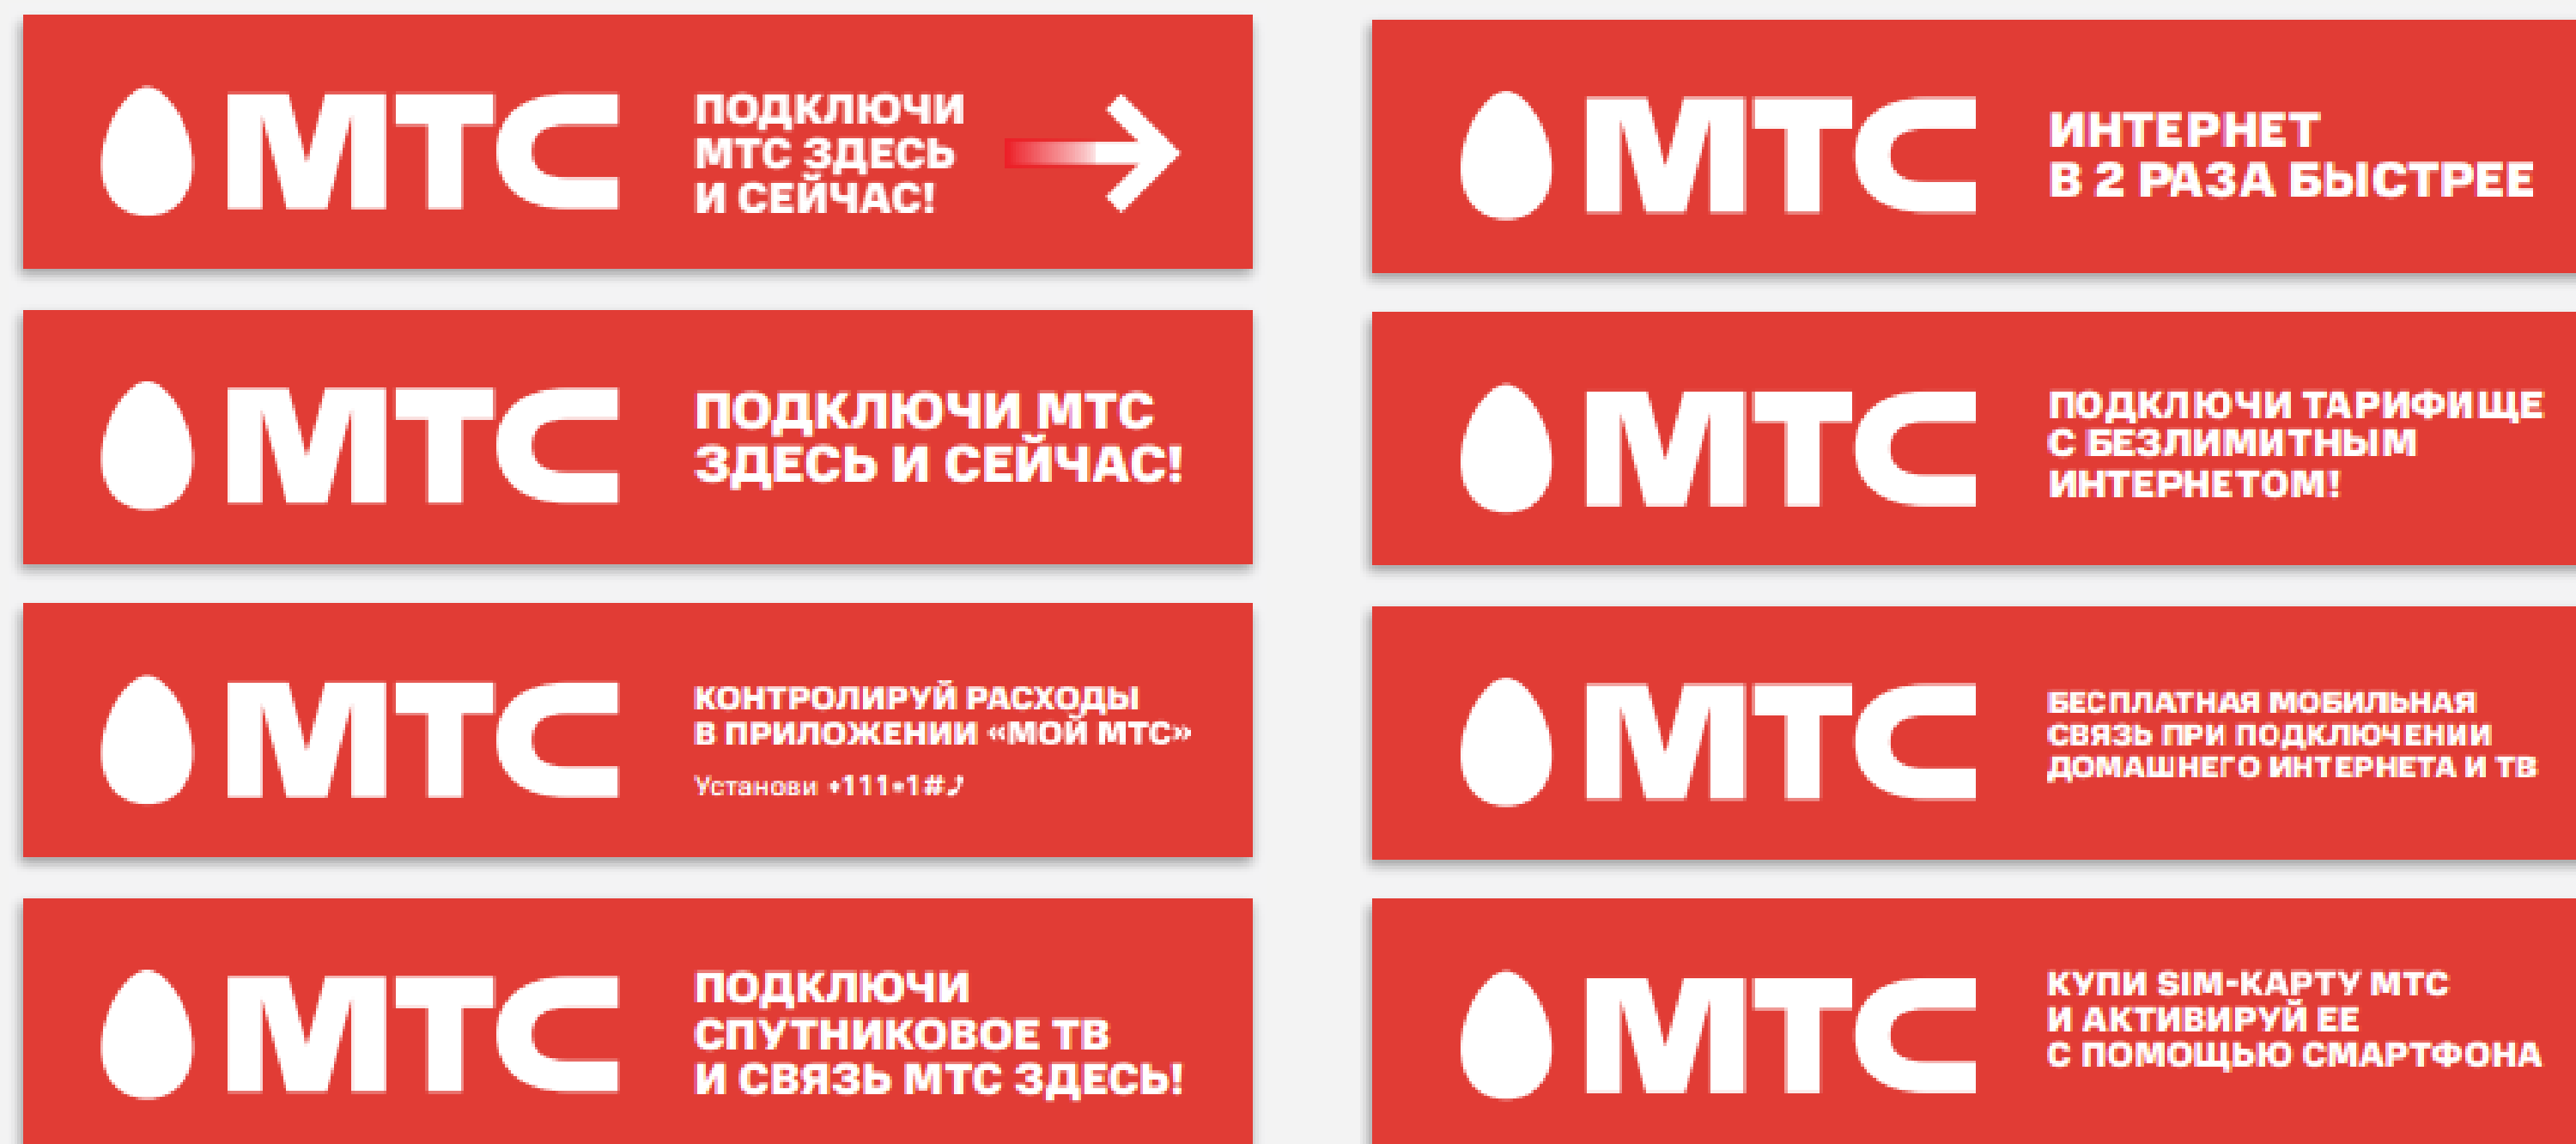 МТС
ПОДКЛЮЧИ
МТС ЗДЕСЬ
И СЕЙЧАС!
МТС
ИНТЕРНЕТ
В 2 РАЗА БЫСТРЕЕ
МТС
ПОДКЛЮЧИ МТС
ЗДЕСЬ И СЕЙЧАС!
МТС
ПОДКЛЮЧИ ТАРИФИЩЕ
С БЕЗЛИМИТНЫМ
ИНТЕРНЕТОМ!
МТС
КОНТРОЛИРУЙ РАСХОДЫ
В ПРИЛОЖЕНИИ «МОЙ МТС»
Установи *111*1#
МТС
БЕСПЛАТНАЯ МОБИЛЬНАЯ
СВЯЗЬ ПРИ ПОДКЛЮЧЕНИИ
ДОМАШНЕГО ИНТЕРНЕТА И ТВ
МТС
ПОДКЛЮЧИ
СПУТНИКОВОЕ ТВ
И СВЯЗЬ МТС ЗДЕСЬ!
МТС
КУПИ SIM-КАРТУ МТС
И АКТИВИРУЙ ЕЕ
С ПОМОЩЬЮ СМАРТФОНА